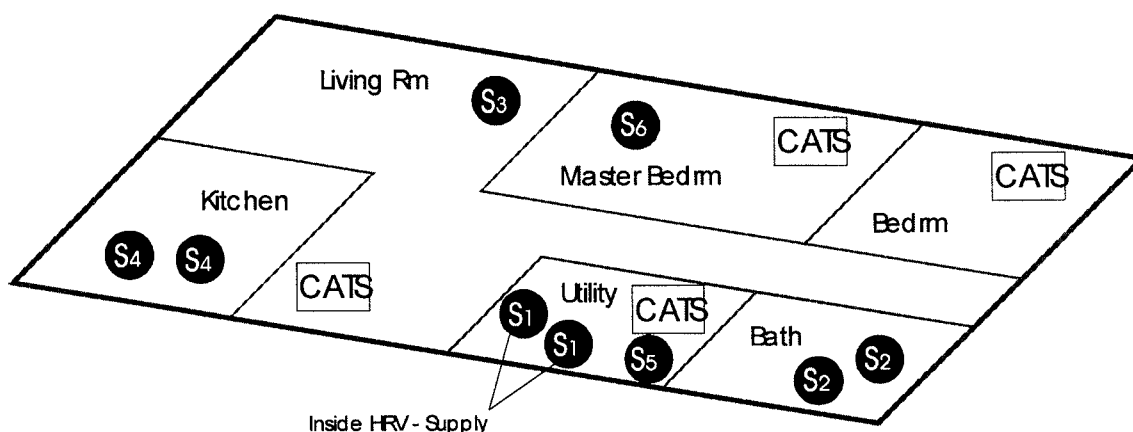 Living Rm
S3
S6
CATS
CATS
Master Bedrm
Kitchen
Bedrm
S4
S4
CATS
Utility
CATS
S1
S1
S5
Bath
S2
S2
Inside HRV - Supply